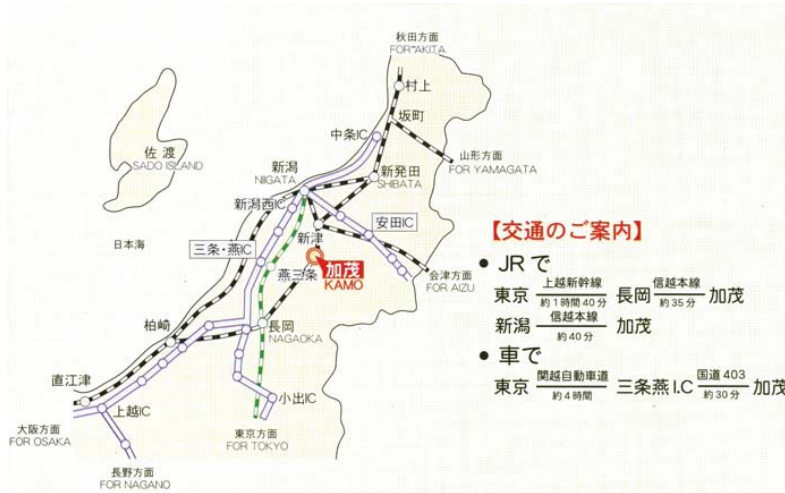 秋田方面
FOR AKITA
村上
坂町
中条IC
山形方面
FOR YAMAGATA
佐渡
SADO ISLAND
新発田
SHIBATA
新潟
NIIGATA
新潟西IC
安田IC
日本海
新津
三条・燕IC
燕三条
加茂
KAMO
会津方面
FOR AIZU
柏崎
長岡
NAGAOKA
直江津
上越IC
小出IC
大阪方面
FOR OSAKA
東京方面
FOR TOKYO
長野方面
FOR NAGANO
【交通のご案内】
● JRで
東京 上越新幹線 約1時間40分 長岡 信越本線 約35分 加茂
新潟 信越本線 約40分 加茂
● 車で
東京 関越自動車道 約4時間 三条燕I.C 国道403 約30分 加茂